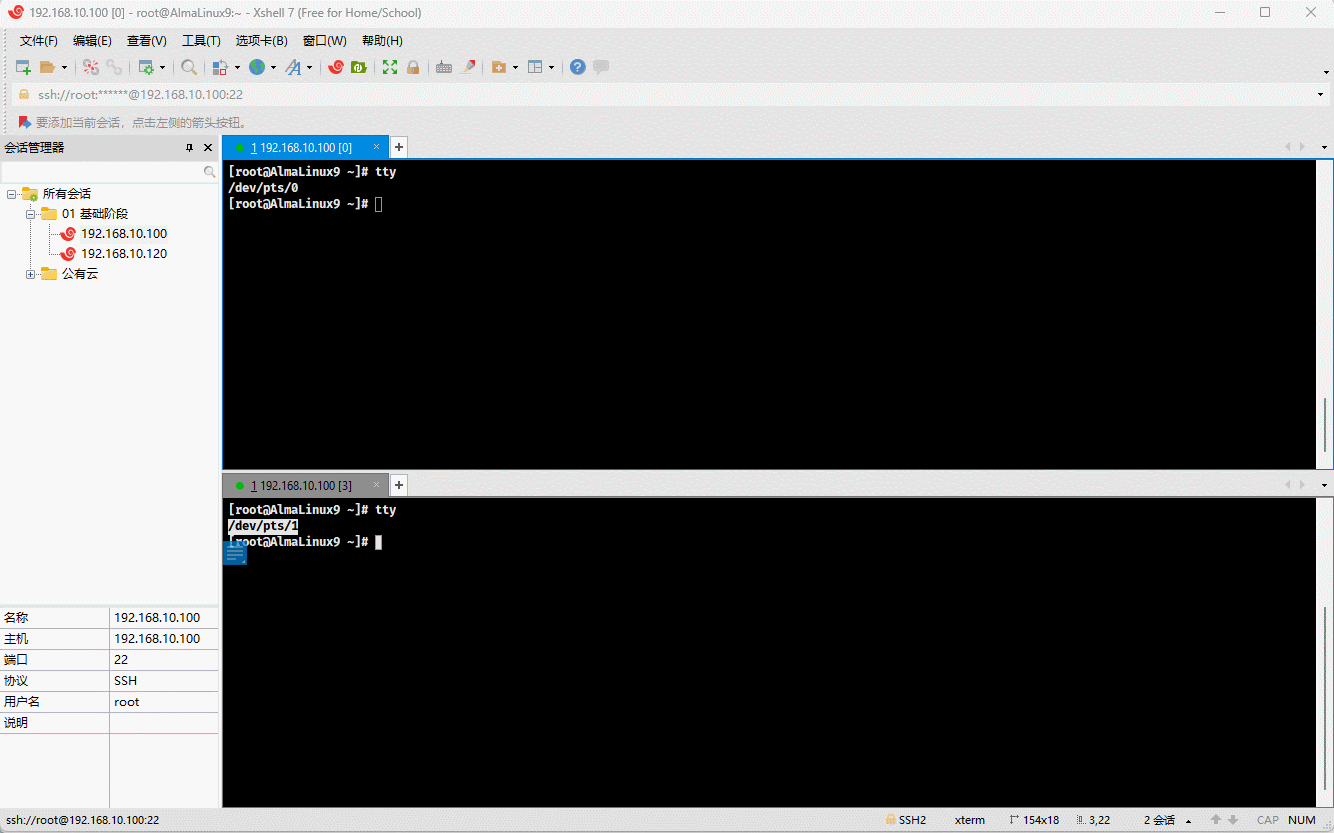 192.168.10.100 [0] - root@AlmaLinux9:~ - Xshell 7 (Free for Home/School)
文件(F) 编辑(E) 查看(V) 工具(T) 选项卡(B) 窗口(W) 帮助(H)
ssh://root:******@192.168.10.100:22
要添加当前会话，点击左侧的箭头按钮。
会话管理器
所有会话
01 基础阶段
192.168.10.100
192.168.10.120
公有云
名称 192.168.10.100
主机 192.168.10.100
端口 22
协议 SSH
用户名 root
说明
1 192.168.10.100 [0]
[root@AlmaLinux9 ~]# tty
/dev/pts/0
[root@AlmaLinux9 ~]#
1 192.168.10.100 [3]
[root@AlmaLinux9 ~]# tty
/dev/pts/1
[root@AlmaLinux9 ~]#
ssh://root@192.168.10.100:22 SSH2 xterm 154x18 3,22 2 会话 CAP NUM